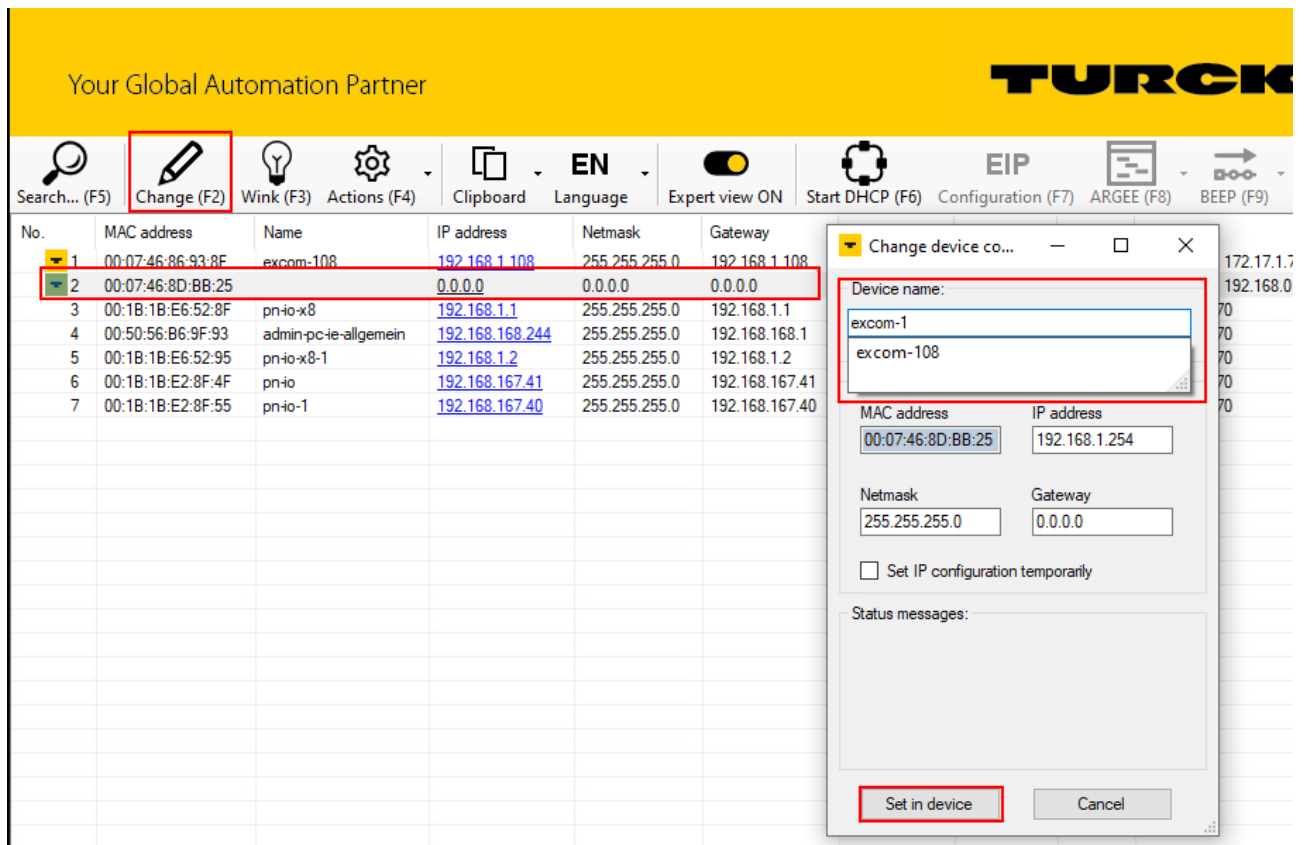 Your Global Automation Partner
TURCK
Search... (F5) Change (F2) Wink (F3) Actions (F4) Clipboard EN Language Expert view ON Start DHCP (F6) EIP Configuration (F7) ARGEE (F8) BEEP (F9)
No. MAC address Name IP address Netmask Gateway
1 00:07:46:86:93:8F excom-108 192.168.1.108 255.255.255.0 192.168.1.108 172.17.1.7
2 00:07:46:8D:BB:25 0.0.0.0 0.0.0.0 0.0.0.0 192.168.0
3 00:1B:1B:E6:52:8F pn-io-x8 192.168.1.1 255.255.255.0 192.168.1.1 70
4 00:50:56:B6:9F:93 admin-pc-ie-allgemein 192.168.168.244 255.255.255.0 192.168.168.1 70
5 00:1B:1B:E6:52:95 pn-io-x8-1 192.168.1.2 255.255.255.0 192.168.1.2 70
6 00:1B:1B:E2:8F:4F pn-io 192.168.167.41 255.255.255.0 192.168.167.41 70
7 00:1B:1B:E2:8F:55 pn-io-1 192.168.167.40 255.255.255.0 192.168.167.40 70
Change device co...
Device name:
excom-1
excom-108
MAC address IP address
00:07:46:8D:BB:25 192.168.1.254
Netmask Gateway
255.255.255.0 0.0.0.0
Set IP configuration temporarily
Status messages:
Set in device Cancel